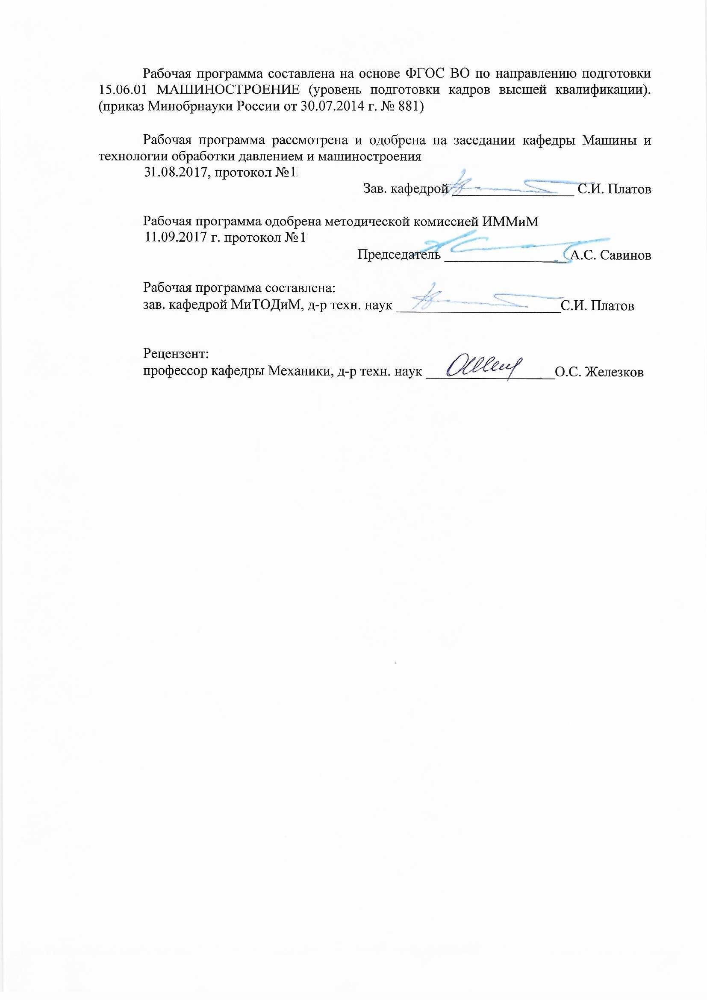 Рабочая программа составлена на основе ФГОС ВО по направлению подготовки
15.06.01 МАШИНОСТРОЕНИЕ (уровень подготовки кадров высшей квалификации).
(приказ Минобрнауки России от 30.07.2014 г. № 881)
Рабочая программа рассмотрена и одобрена на заседании кафедры Машины и
технологии обработки давлением и машиностроения
31.08.2017, протокол №1
Зав. кафедрой ________________ С.И. Платов
Рабочая программа одобрена методической комиссией ИММиМ
11.09.2017 г. протокол №1
Председатель ________________ А.С. Савинов
Рабочая программа составлена:
зав. кафедрой МиТОДиМ, д-р техн. наук ______________________С.И. Платов
Рецензент:
профессор кафедры Механики, д-р техн. наук _________________О.С. Железков